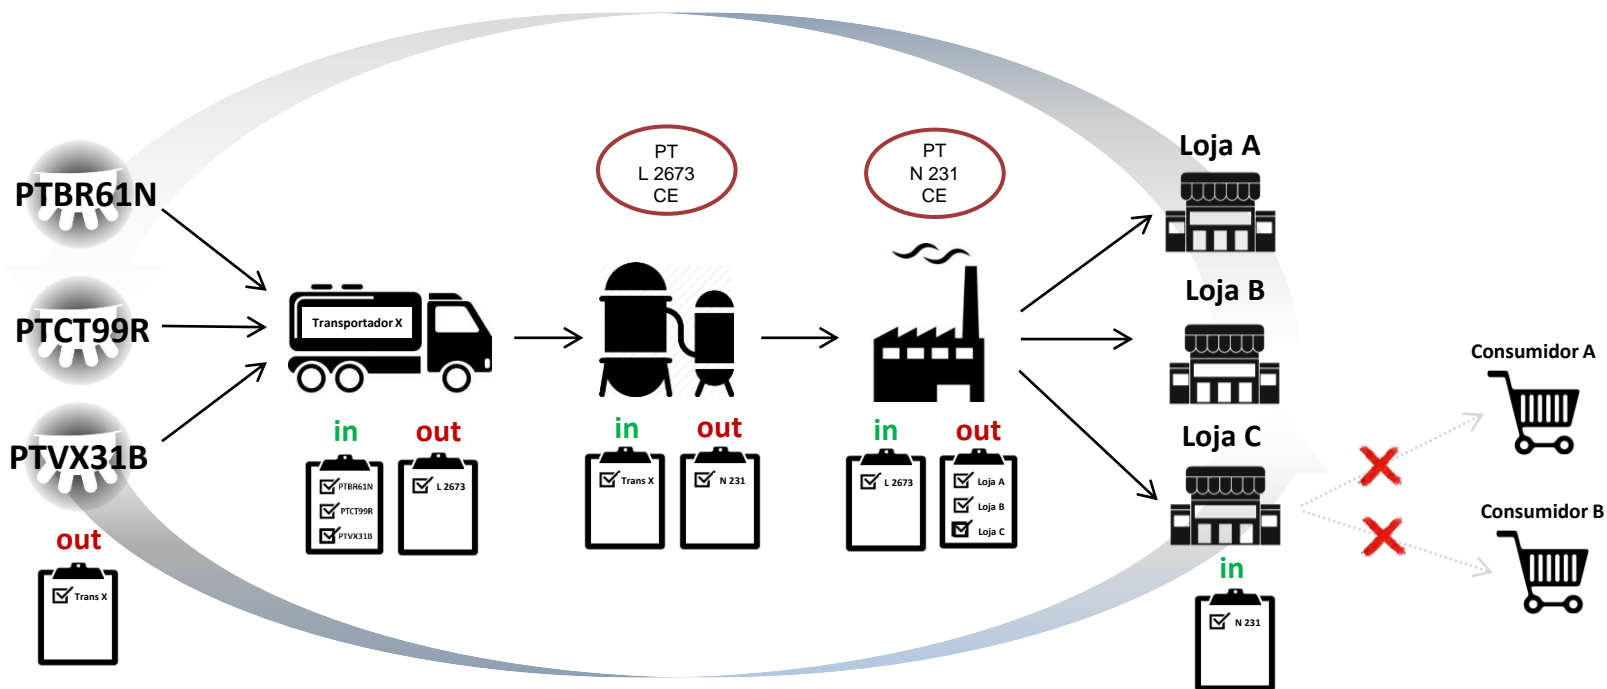 PTBR61N
PTCT99R
PTVX31B
out
Trans X
Transportador X
in
PTBR61N
PTCT99R
PTVX31B
out
L 2673
PT
L 2673
CE
in
Trans X
out
N 231
PT
N 231
CE
in
L 2673
out
Loja A
Loja B
Loja C
Loja A
Loja B
Loja C
in
N 231
Consumidor A
Consumidor B